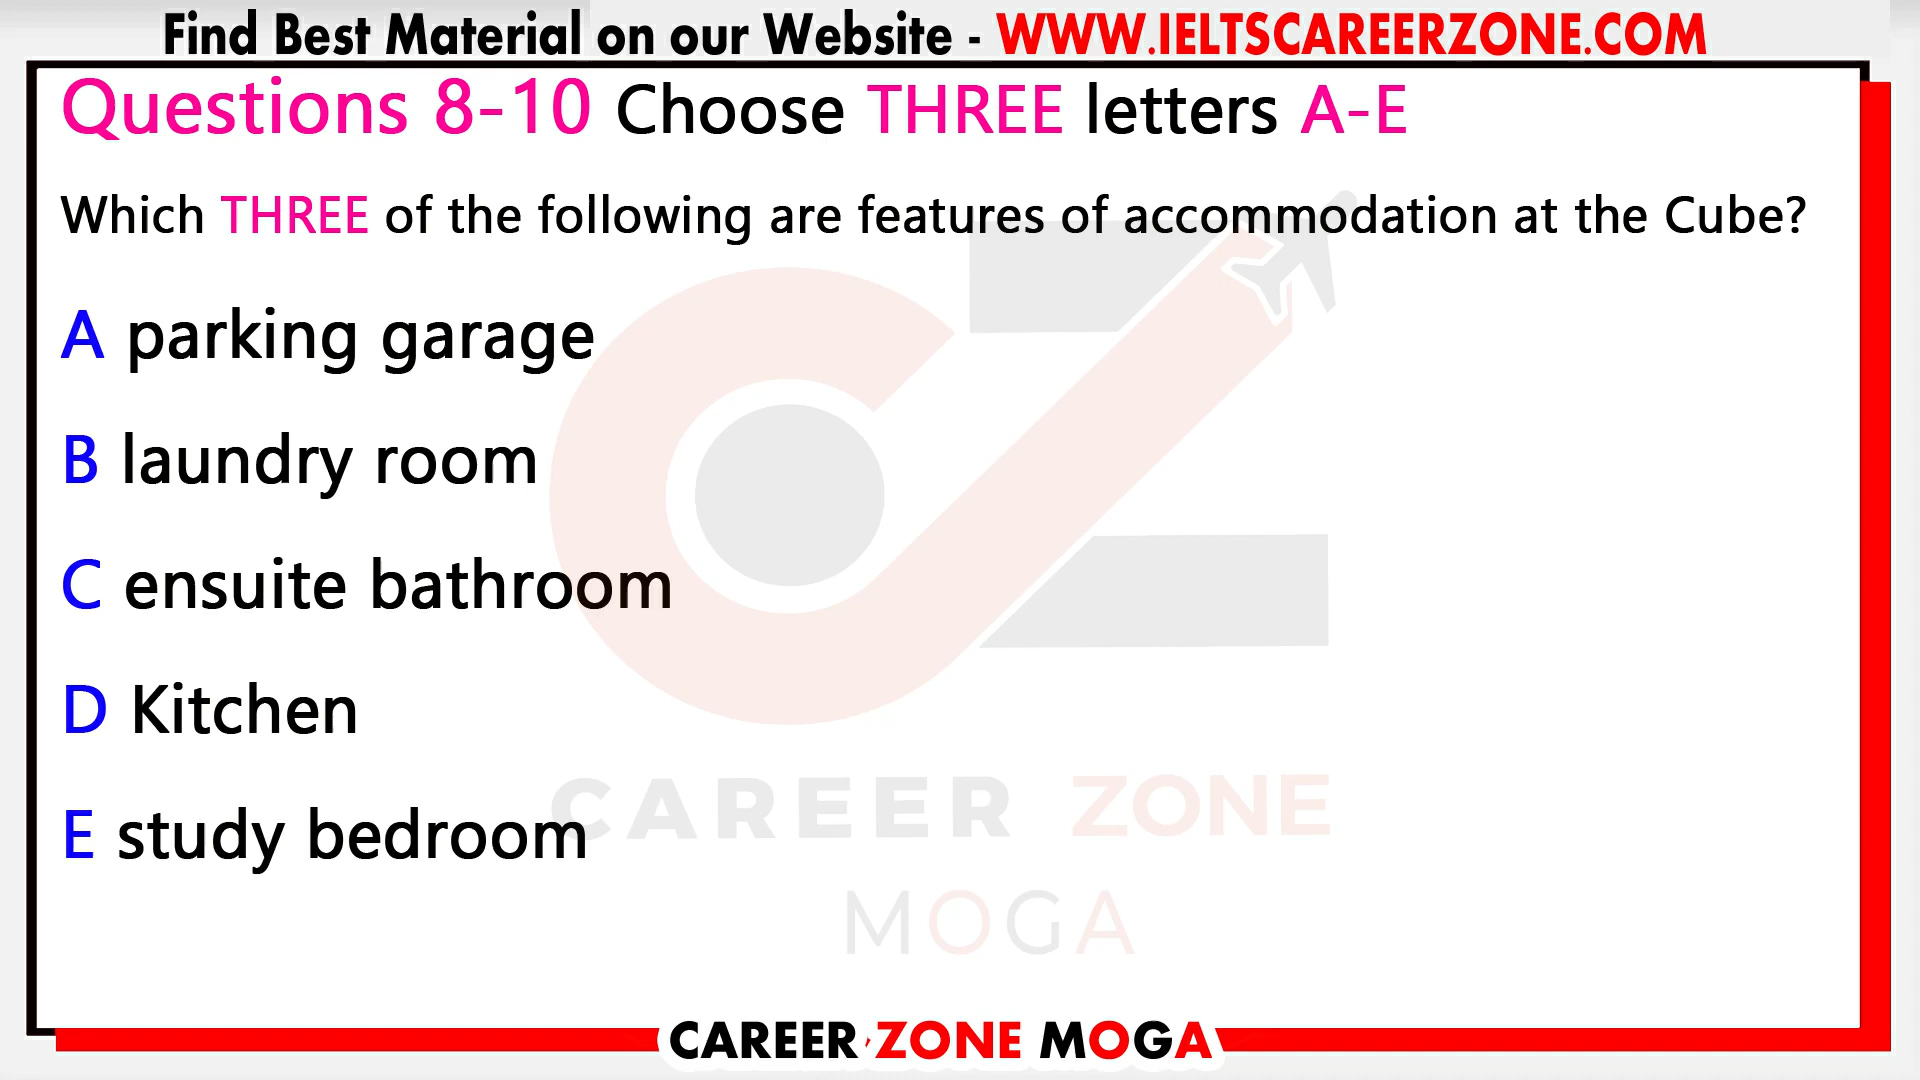 Find Best Material on our Website - WWW.IELTSCAREERZONE.COM
Questions 8-10 Choose THREE letters A-E
Which THREE of the following are features of accommodation at the Cube?
A parking garage
B laundry room
C ensuite bathroom
D Kitchen
E study bedroom
CAREER ZONE
MOGA
CAREER ZONE MOGA